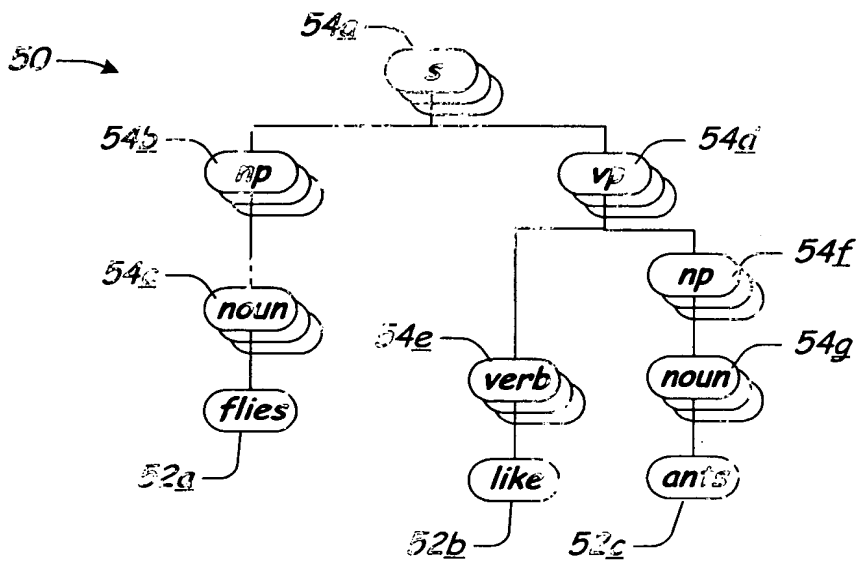 54a
50
s
54b
np
vp
54d
54c
noun
np
54f
54e
verb
noun
54g
flies
52a
like
ants
52b
52c